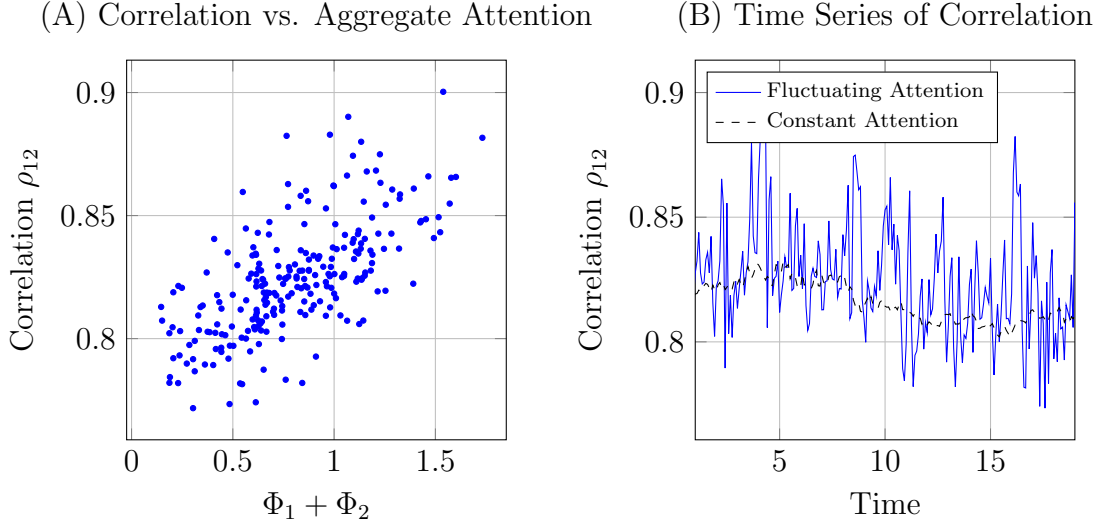 (A) Correlation vs. Aggregate Attention
0.9
0.85
0.8
Correlation ρ₁₂
0
0.5
1
1.5
Φ₁ + Φ₂
(B) Time Series of Correlation
Fluctuating Attention
Constant Attention
0.9
0.85
0.8
Correlation ρ₁₂
5
10
15
Time